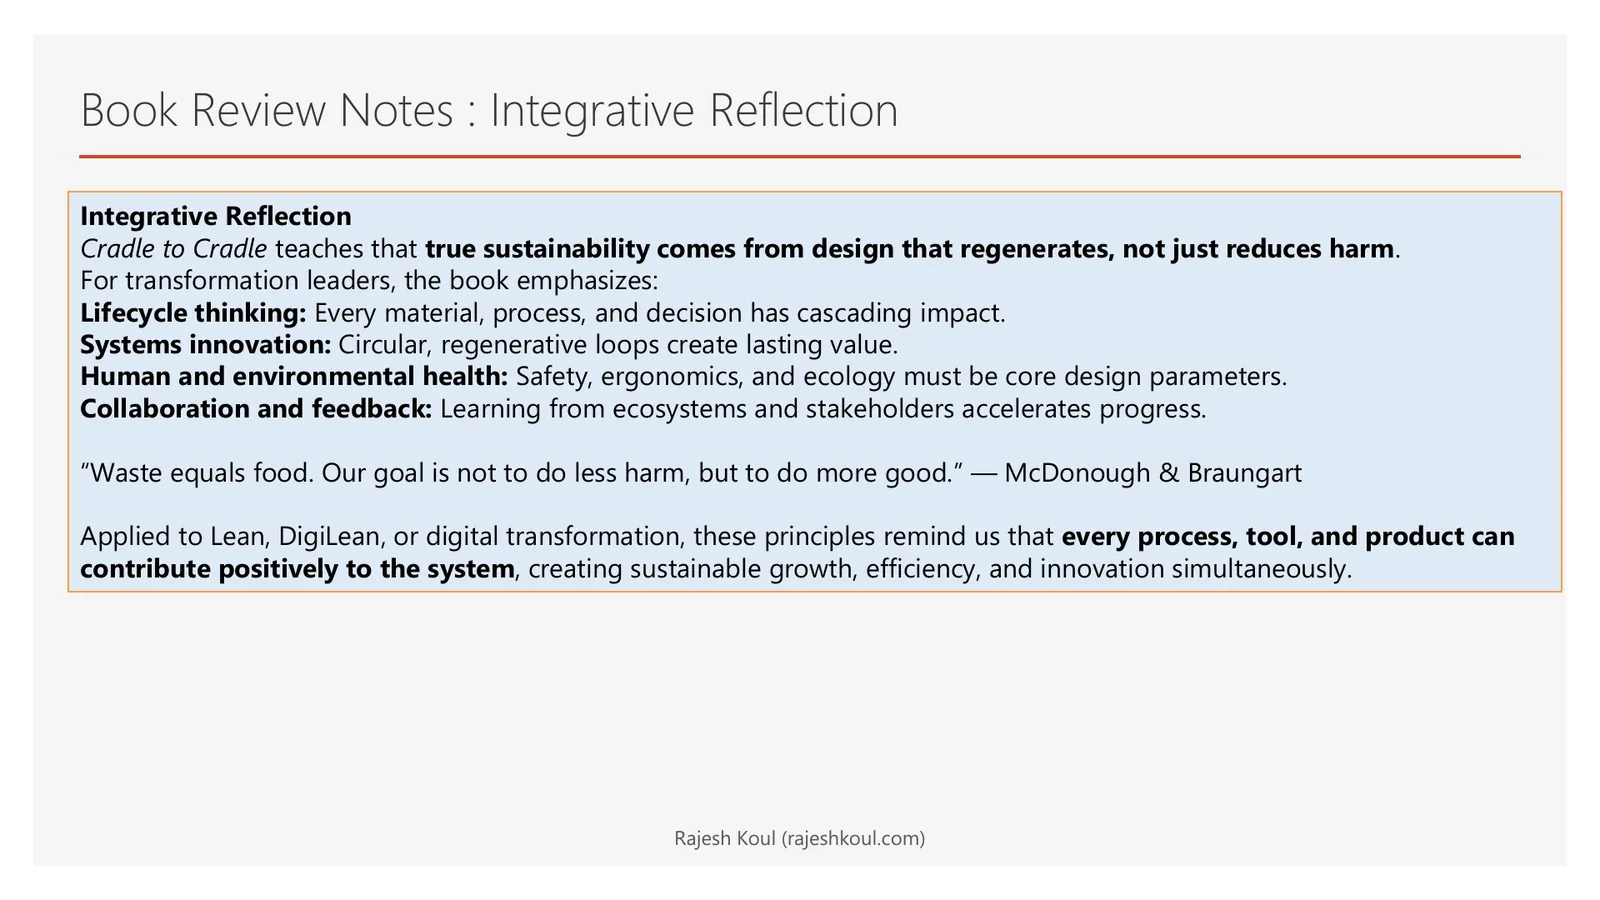 Book Review Notes : Integrative Reflection
Integrative Reflection
Cradle to Cradle teaches that true sustainability comes from design that regenerates, not just reduces harm.
For transformation leaders, the book emphasizes:
Lifecycle thinking: Every material, process, and decision has cascading impact.
Systems innovation: Circular, regenerative loops create lasting value.
Human and environmental health: Safety, ergonomics, and ecology must be core design parameters.
Collaboration and feedback: Learning from ecosystems and stakeholders accelerates progress.
“Waste equals food. Our goal is not to do less harm, but to do more good.” — McDonough & Braungart
Applied to Lean, DigiLean, or digital transformation, these principles remind us that every process, tool, and product can
contribute positively to the system, creating sustainable growth, efficiency, and innovation simultaneously.
Rajesh Koul (rajeshkoul.com)